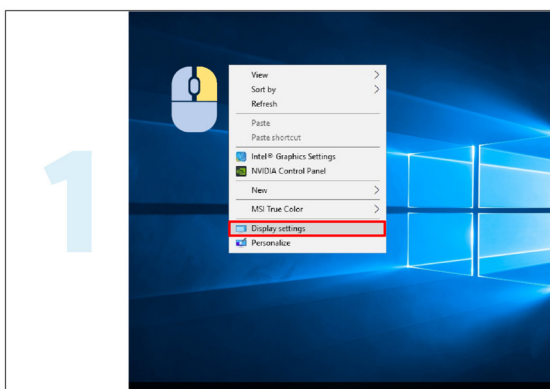 1
View
Sort by
Refresh
Paste
Paste shortcut
Intel® Graphics Settings
NVIDIA Control Panel
New
MSI True Color
Display settings
Personalize